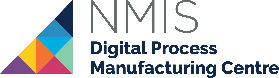 NMIS
Digital Process
Manufacturing Centre